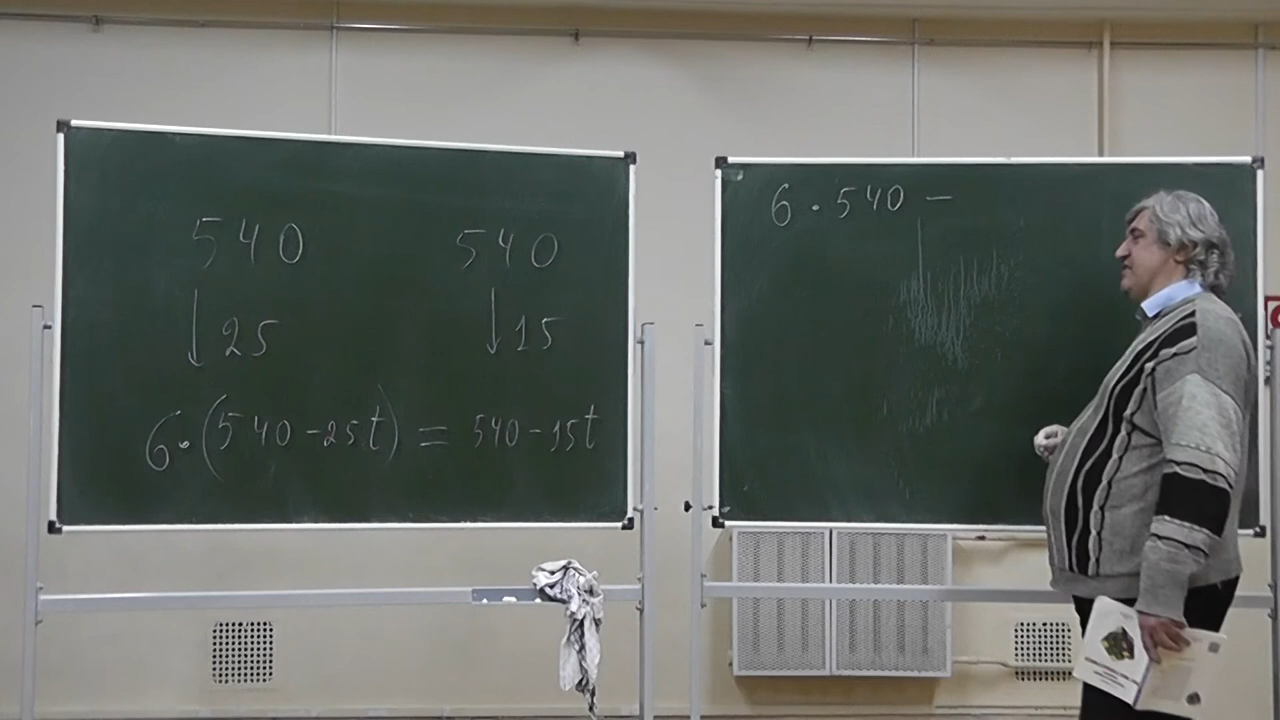 540 540
↓ 25 ↓ 15
6·(540-25t) = 540-15t
6·540 -